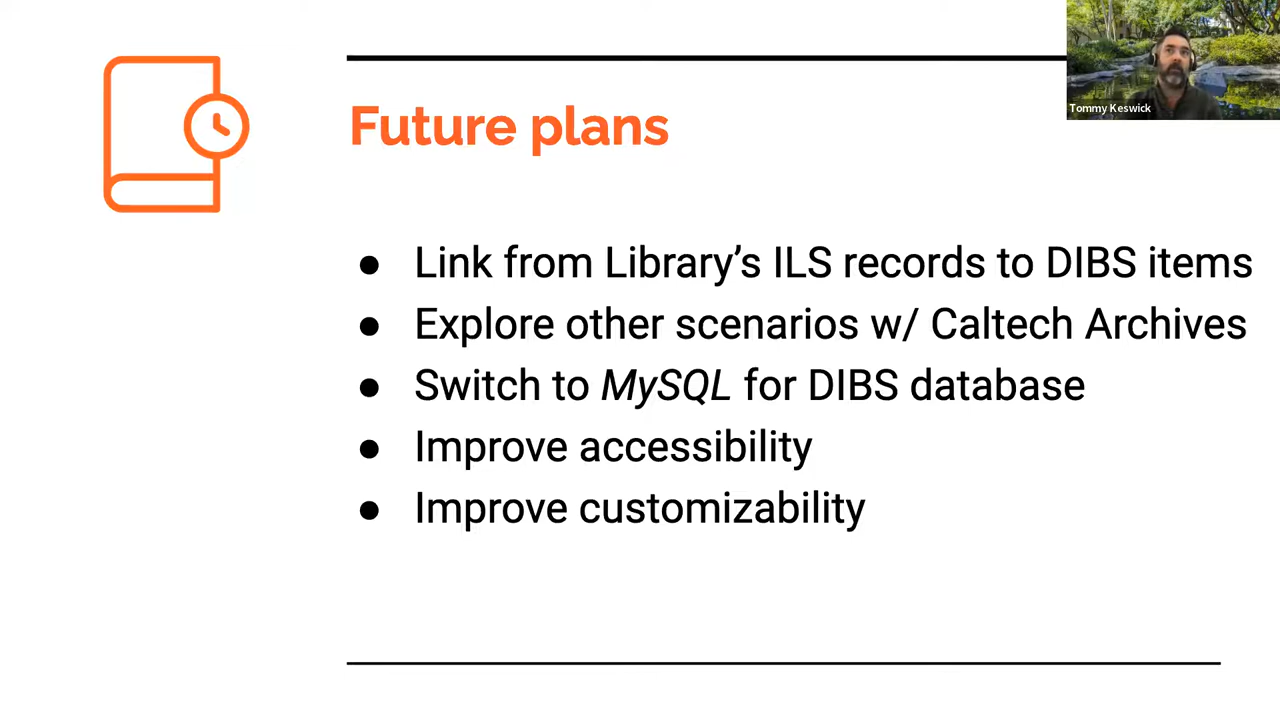 Tommy Keswick
Future plans
● Link from Library’s ILS records to DIBS items
● Explore other scenarios w/ Caltech Archives
● Switch to MySQL for DIBS database
● Improve accessibility
● Improve customizability